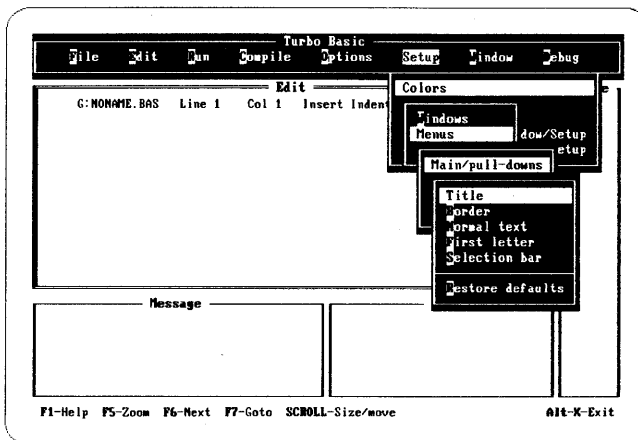 Turbo Basic
File Edit Run Compile Options Setup Window Debug
Edit
Colors
G:NONAME.BAS Line 1 Col 1 Insert Indent
Windows
Menus
dow/Setup
etup
Main/pull-downs
Title
Border
Normal text
First letter
Selection bar
Restore defaults
Message
F1-Help F5-Zoom F6-Next F7-Goto SCROLL-Size/move Alt-X-Exit